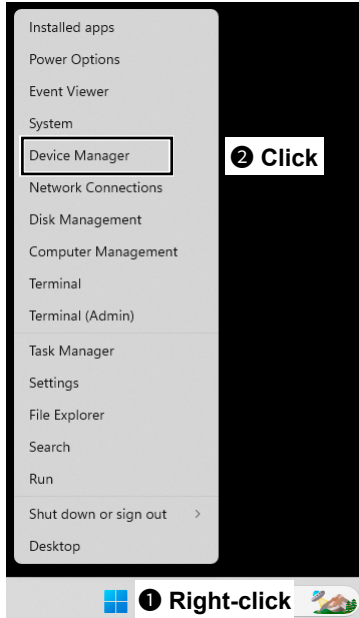 Installed apps
Power Options
Event Viewer
System
Device Manager
❷ Click
Network Connections
Disk Management
Computer Management
Terminal
Terminal (Admin)
Task Manager
Settings
File Explorer
Search
Run
Shut down or sign out
Desktop
❶ Right-click